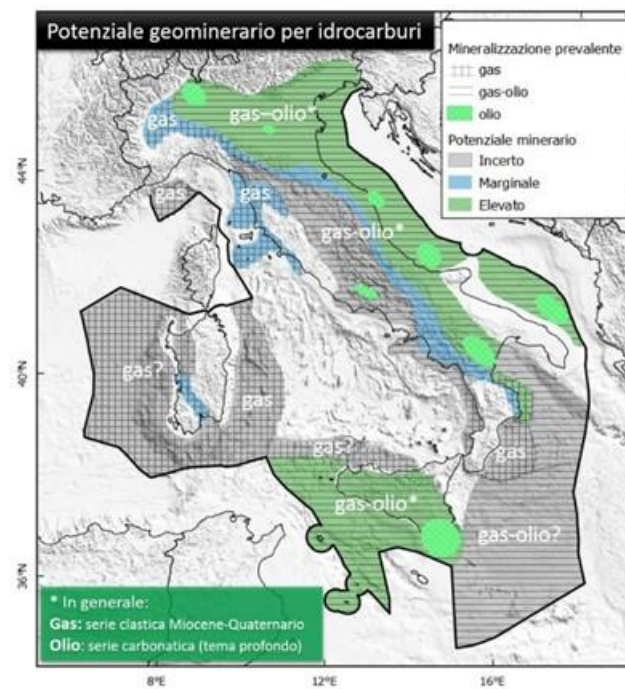 Potenziale geominerario per idrocarburi
Mineralizzazione prevalente
gas
gas-olio
olio
Potenziale minerario
Incerto
Marginale
Elevato
gas
gas-olio*
44°N
gas
gas
gas-olio*
40°N
gas?
gas
gas?
gas
gas-olio*
gas-olio?
36°N
* In generale:
Gas: serie clastica Miocene-Quaternario
Olio: serie carbonatica (tema profondo)
8°E
12°E
16°E